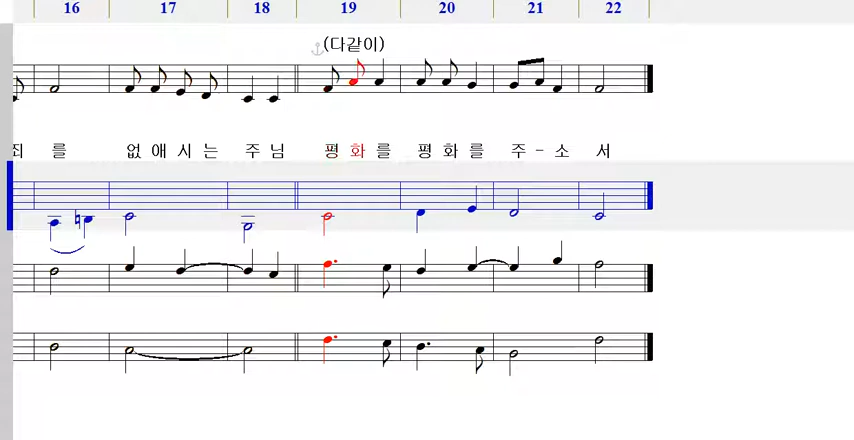 16 17 18 19 20 21 22
(다같이)
죄 를 없 애 시 는 주 님 평 화 를 평 화 를 주 - 소 서